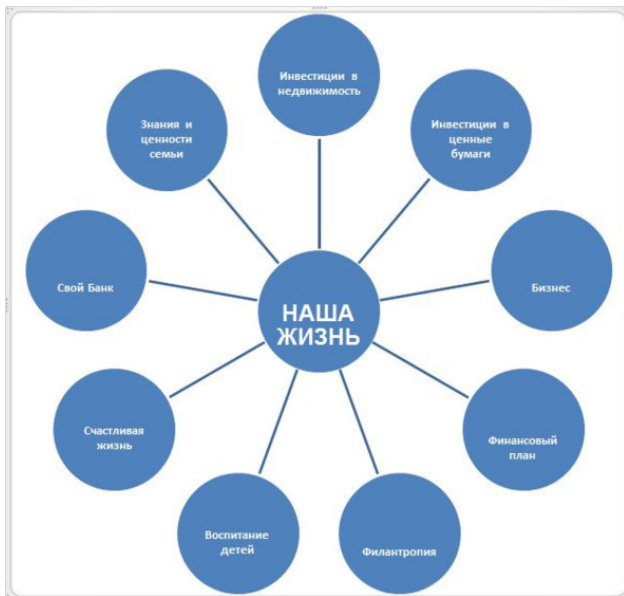 Инвестиции в
недвижимость
Инвестиции в
ценные
бумаги
Бизнес
Финансовый
план
Филантропия
Воспитание
детей
Счастливая
жизнь
Свой Банк
Знания и
ценности
семьи
НАША
ЖИЗНЬ